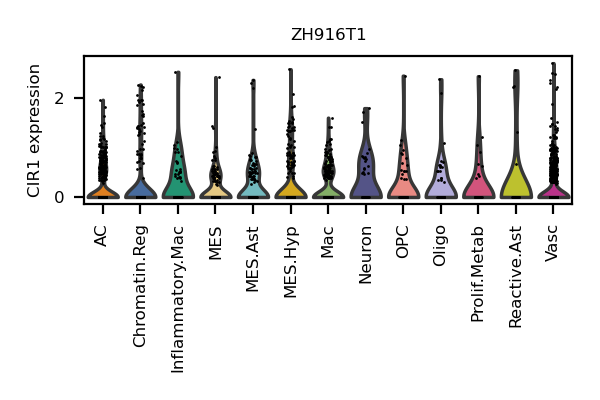 ZH916T1
CIR1 expression
2
0
AC
Chromatin.Reg
Inflammatory.Mac
MES
MES.Ast
MES.Hyp
Mac
Neuron
OPC
Oligo
Prolif.Metab
Reactive.Ast
Vasc